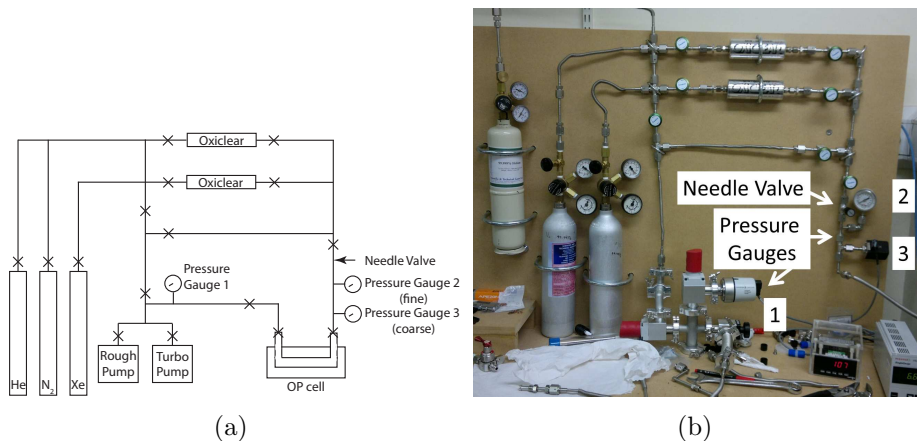 Oxiclear
Oxiclear
Needle Valve
Pressure
Gauge 1
Pressure Gauge 2
(fine)
Pressure Gauge 3
(coarse)
Rough
Pump
Turbo
Pump
OP cell
He
N₂
Xe
(a)
Needle Valve
Pressure
Gauges
1
2
3
107
(b)